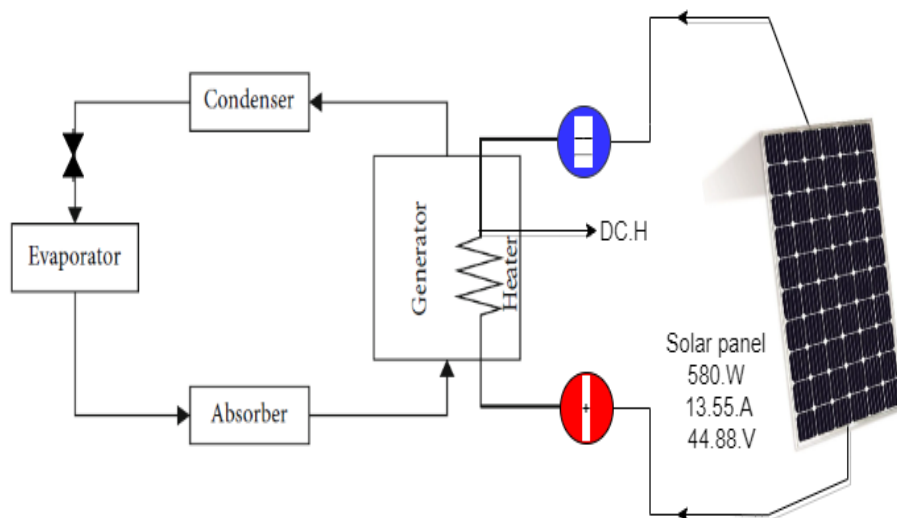 Condenser
Evaporator
Absorber
Generator
Heater
DC.H
+
Solar panel
580.W
13.55.A
44.88.V